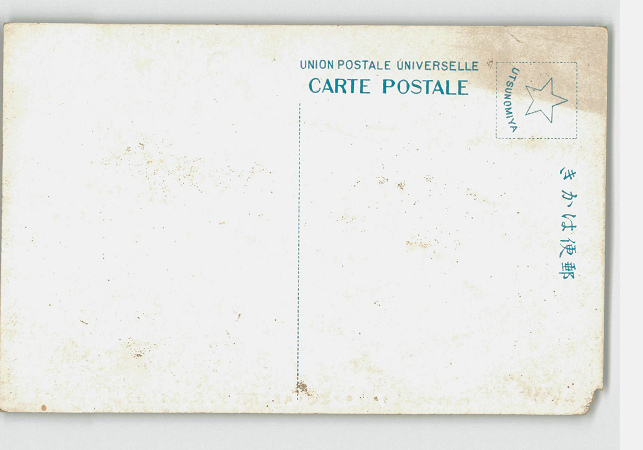 UNION POSTALE UNIVERSELLE
CARTE POSTALE
UTSUNOMIYA
きかは便郵